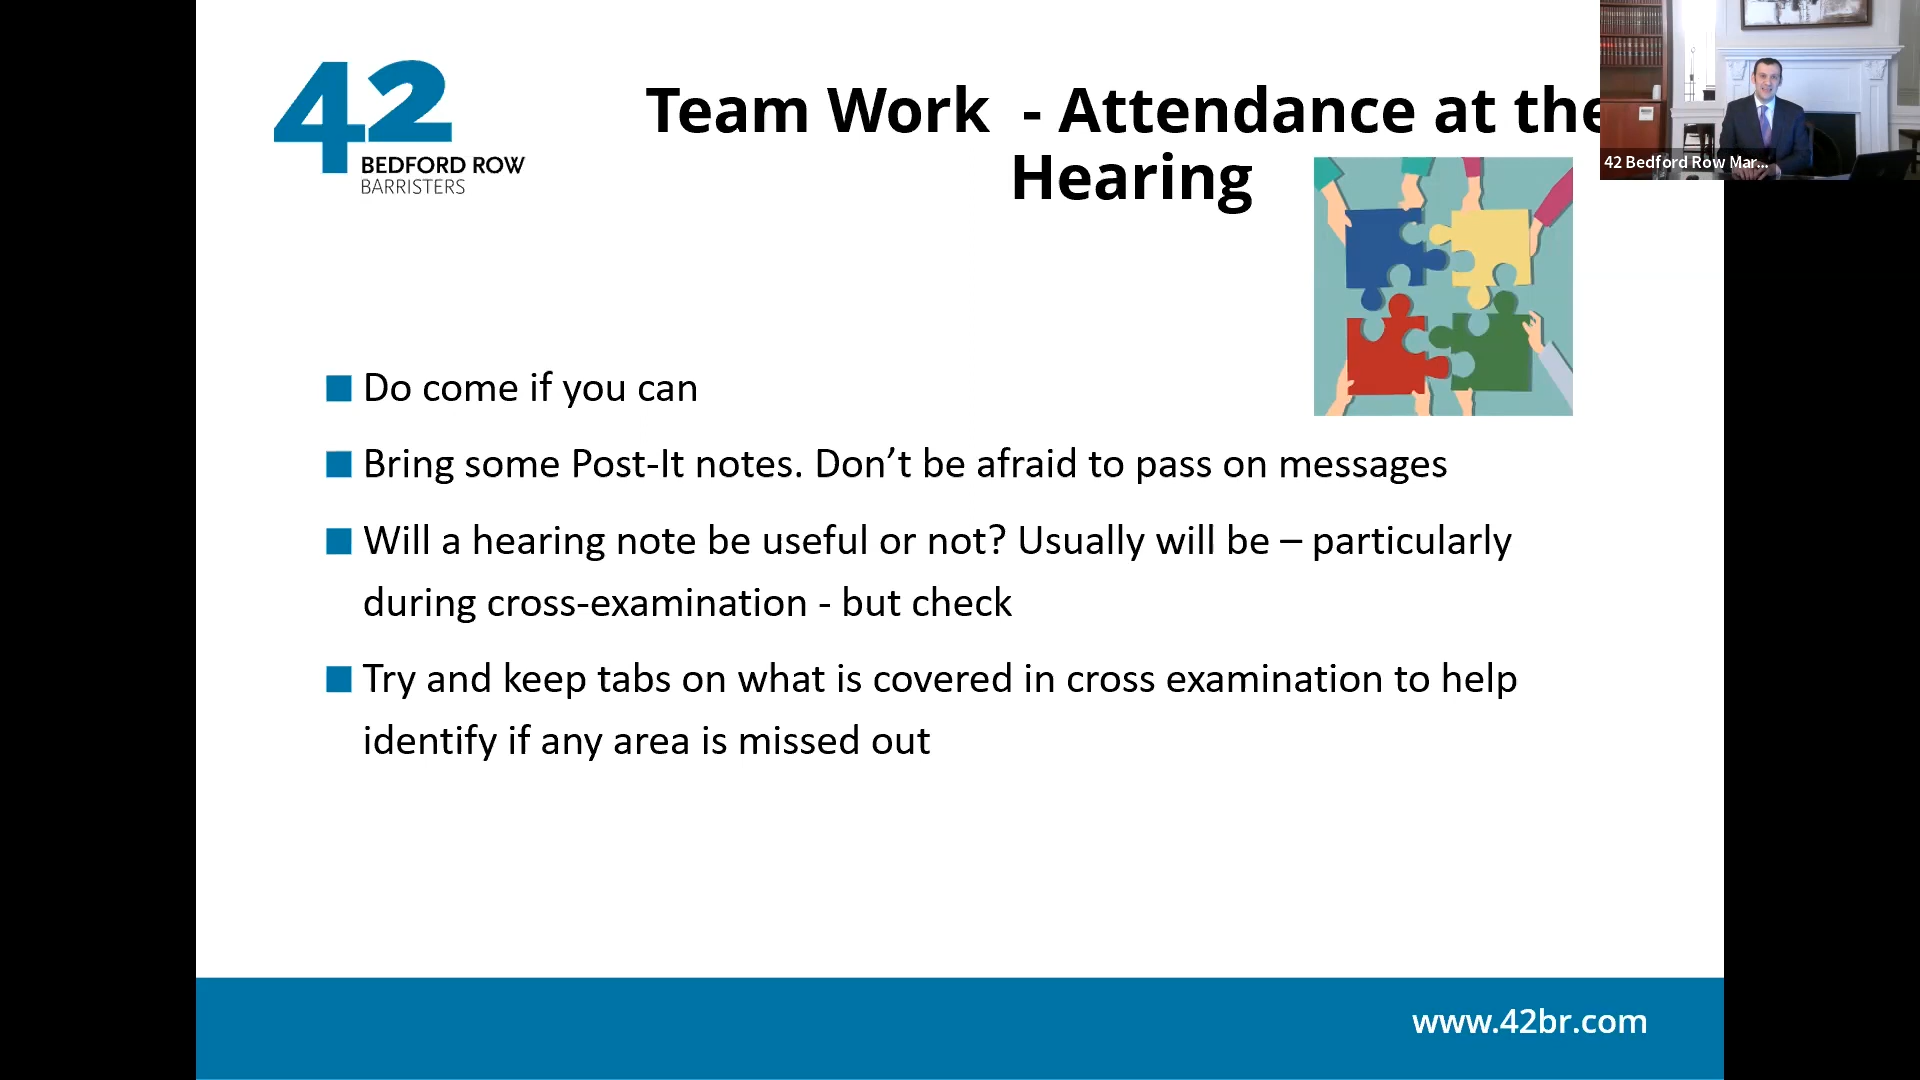 42
BEDFORD ROW
BARRISTERS
Team Work - Attendance at the
Hearing
42 Bedford Row Mar...
Do come if you can
Bring some Post-It notes. Don’t be afraid to pass on messages
Will a hearing note be useful or not? Usually will be – particularly
during cross-examination - but check
Try and keep tabs on what is covered in cross examination to help
identify if any area is missed out
www.42br.com